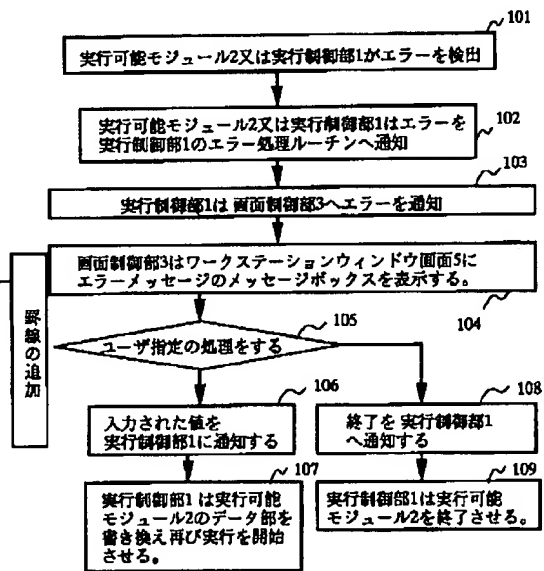 101
実行可能モジュール2又は実行制御部1がエラーを検出
実行可能モジュール2又は実行制御部1はエラーを
実行制御部1のエラー処理ルーチンへ通知
102
103
実行制御部1は 画面制御部3へエラーを通知
画面制御部3はワークステーションウィンドウ画面5に
エラーメッセージのメッセージボックスを表示する。
104
罫線の追加
105
ユーザ指定の処理をする
106
入力された値を
実行制御部1に通知する
108
終了を 実行制御部1
へ通知する
107
実行制御部1 は実行可能
モジュール2のデータ部を
書き換え再び実行を開始
させる。
109
実行制御部1は実行可能
モジュール2を終了させる。